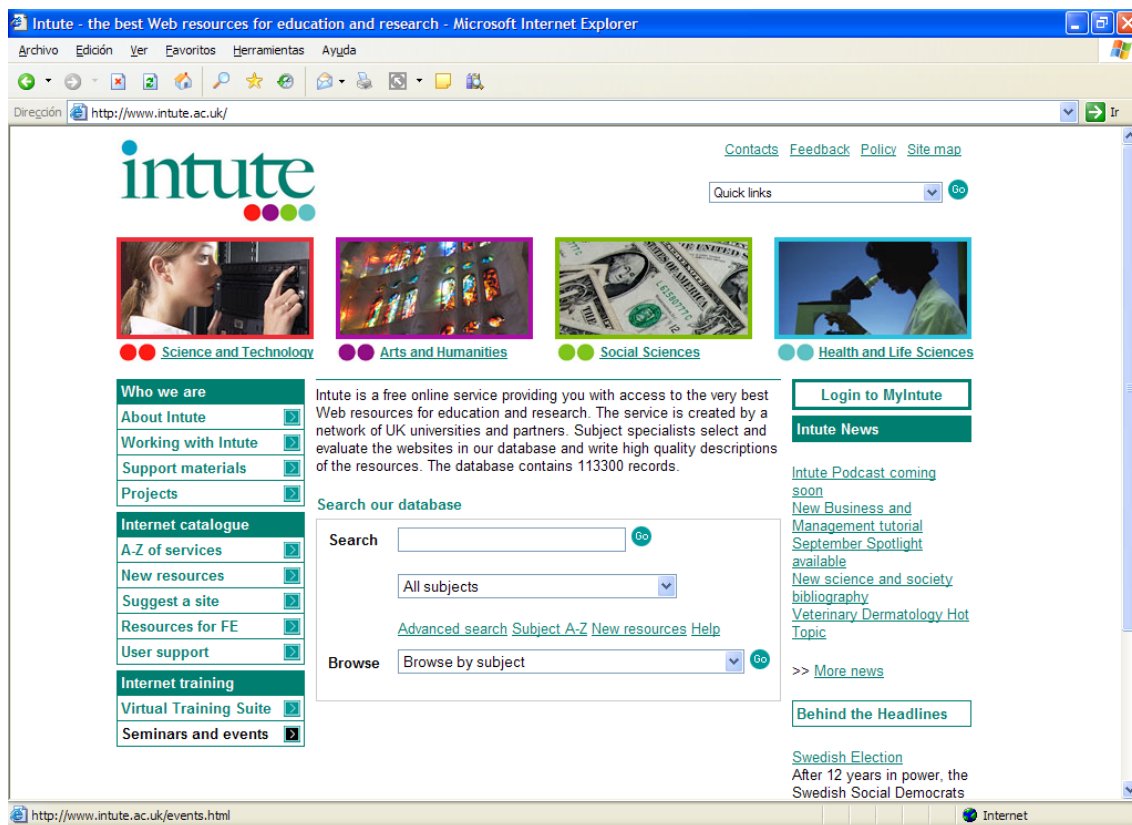 Intute - the best Web resources for education and research - Microsoft Internet Explorer
Archivo Edición Ver Favoritos Herramientas Ayuda
Dirección http://www.intute.ac.uk/ Ir
intute
Contacts Feedback Policy Site map
Quick links Go
Science and Technology Arts and Humanities Social Sciences Health and Life Sciences
Who we are
About Intute
Working with Intute
Support materials
Projects
Internet catalogue
A-Z of services
New resources
Suggest a site
Resources for FE
User support
Internet training
Virtual Training Suite
Seminars and events
Intute is a free online service providing you with access to the very best
Web resources for education and research. The service is created by a
network of UK universities and partners. Subject specialists select and
evaluate the websites in our database and write high quality descriptions
of the resources. The database contains 113300 records.
Search our database
Search Go
All subjects
Advanced search Subject A-Z New resources Help
Browse Browse by subject Go
Login to MyIntute
Intute News
Intute Podcast coming
soon
New Business and
Management tutorial
September Spotlight
available
New science and society
bibliography
Veterinary Dermatology Hot
Topic
>> More news
Behind the Headlines
Swedish Election
After 12 years in power, the
Swedish Social Democrats
http://www.intute.ac.uk/events.html Internet